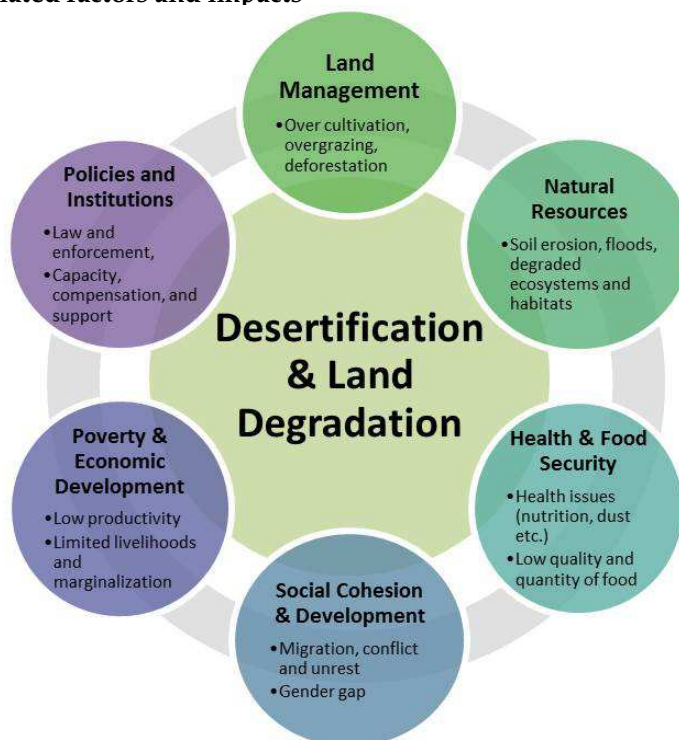 and Impacts
Land
Management
•Over cultivation,
overgrazing,
deforestation
Natural
Resources
•Soil erosion, floods,
degraded
ecosystems and
habitats
Health & Food
Security
•Health issues
(nutrition, dust
etc.)
•Low quality and
quantity of food
Social Cohesion
& Development
•Migration, conflict
and unrest
•Gender gap
Poverty &
Economic
Development
•Low productivity
•Limited livelihoods
and
marginalization
Policies and
Institutions
•Law and
enforcement,
•Capacity,
compensation, and
support
Desertification
& Land
Degradation